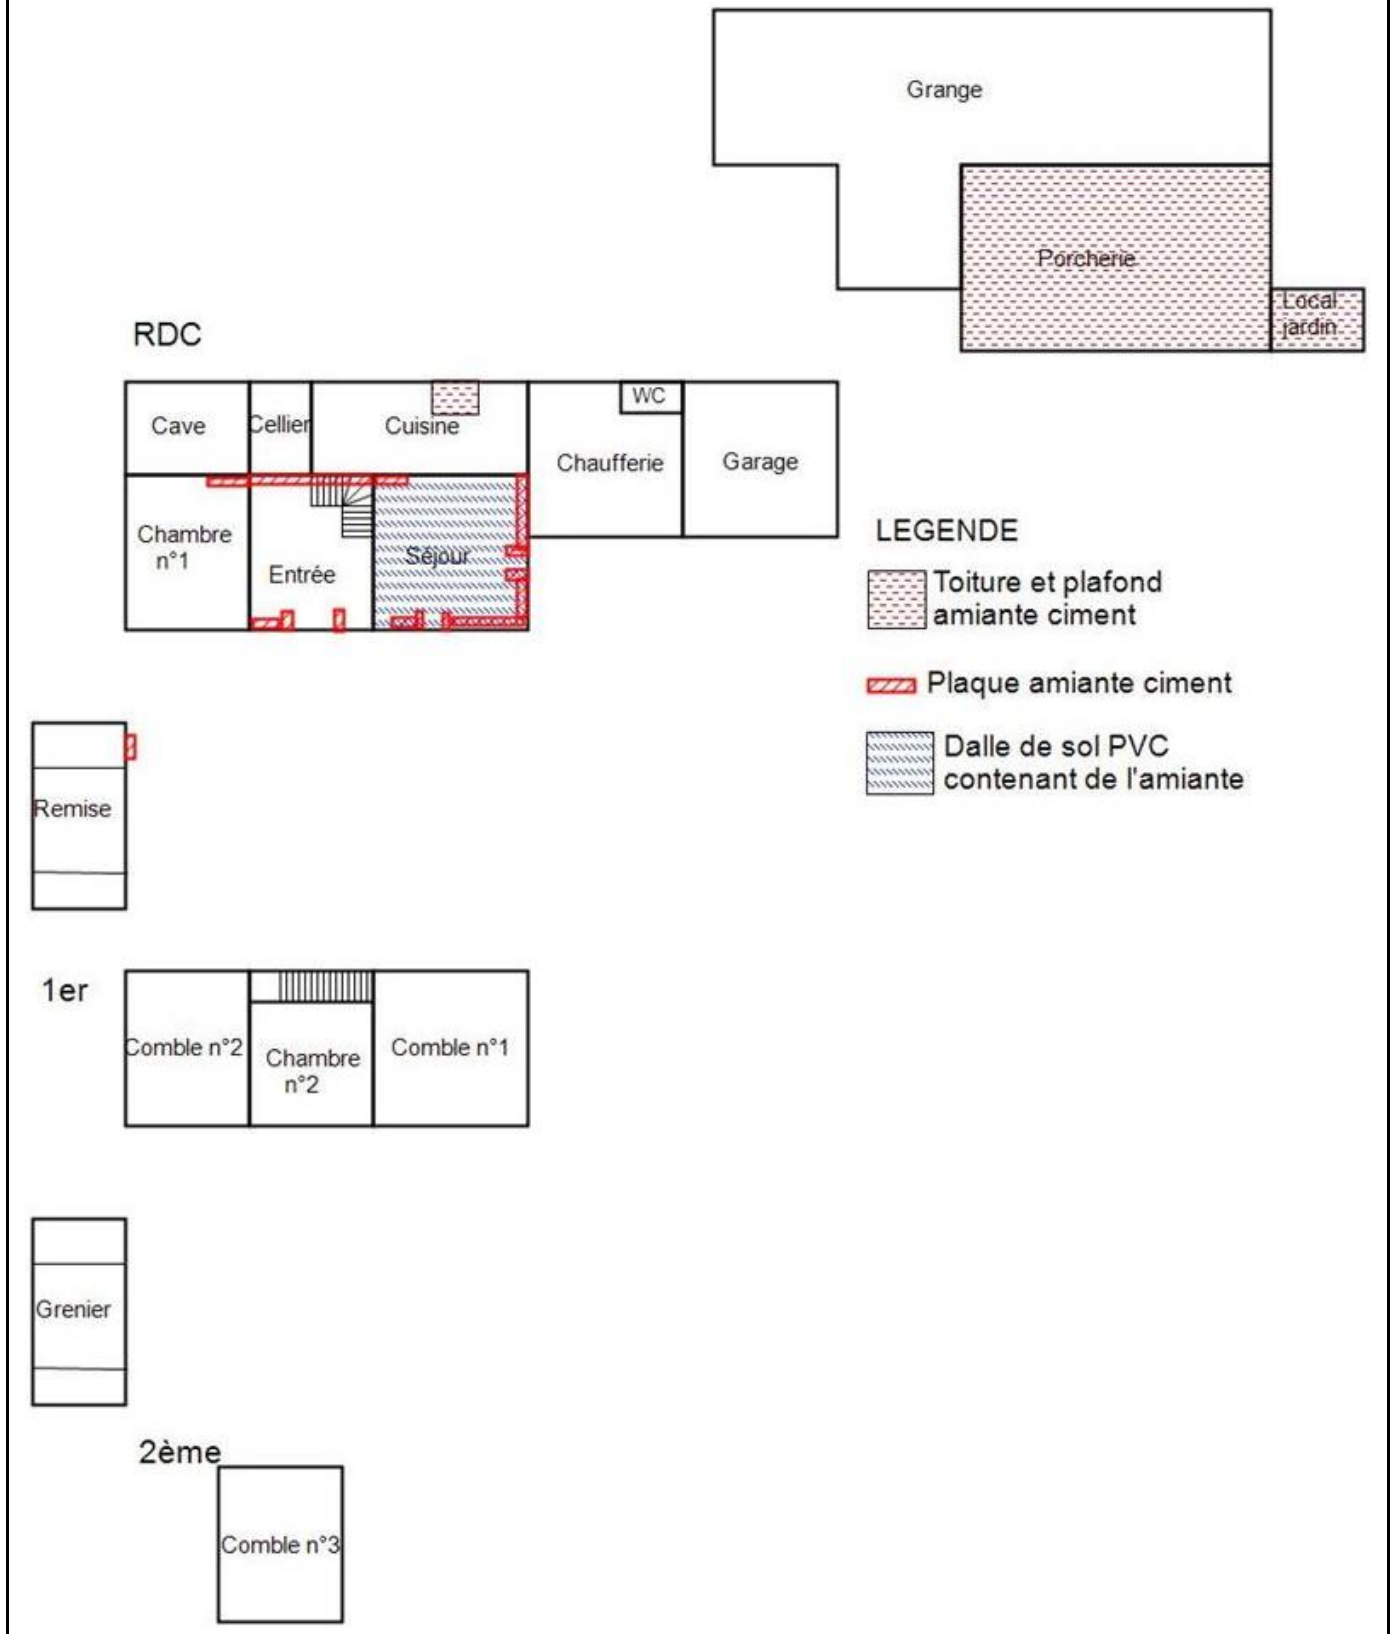 Grange
Porcherie
Local
jardin
RDC
Cave
Cellier
Cuisine
WC
Chaufferie
Garage
Chambre
n°1
Entrée
Séjour
LEGENDE
Toiture et plafond
amiante ciment
Plaque amiante ciment
Dalle de sol PVC
contenant de l'amiante
Remise
1er
Comble n°2
Chambre
n°2
Comble n°1
Grenier
2ème
Comble n°3